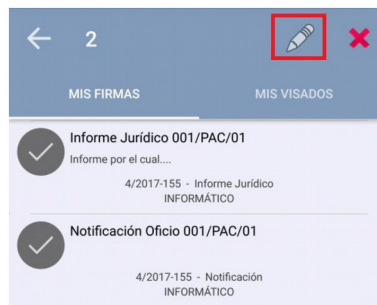 2
MIS FIRMAS MIS VISADOS
Informe Jurídico 001/PAC/01
Informe por el cual....
4/2017-155 - Informe Jurídico
INFORMÁTICO
Notificación Oficio 001/PAC/01
4/2017-155 - Notificación
INFORMÁTICO